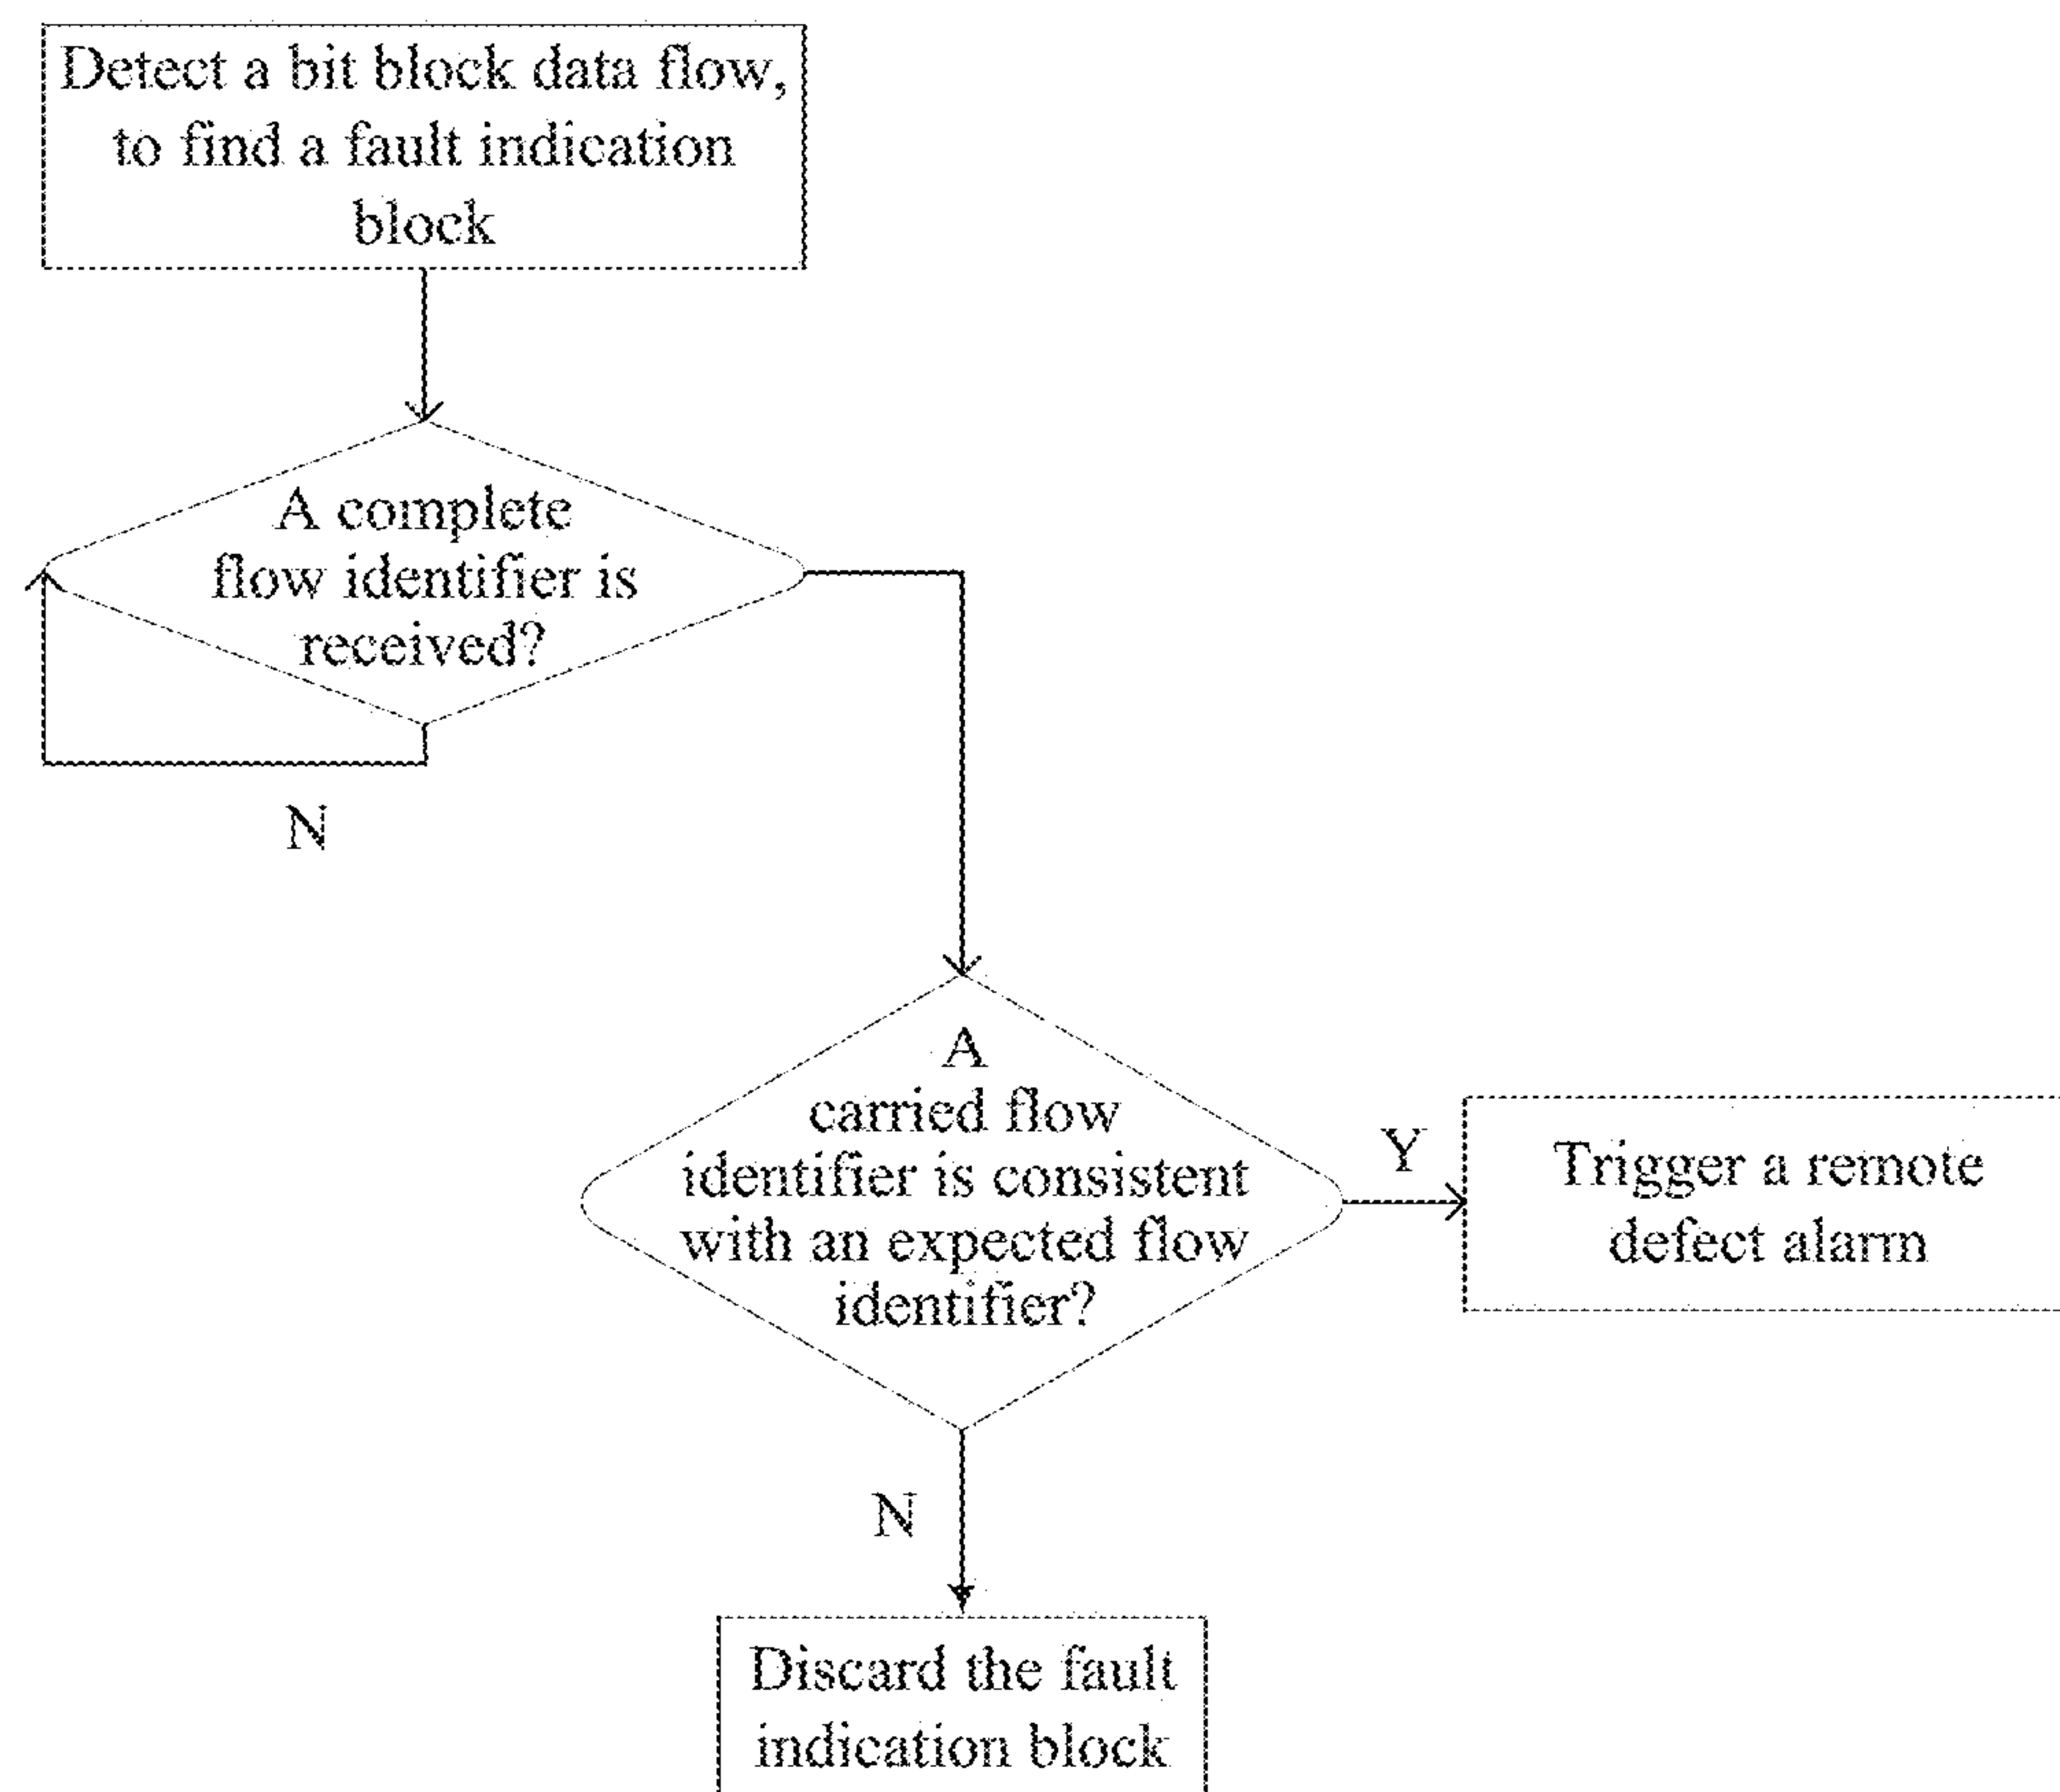 Detect a bit block data flow,
to find a fault indication
block
A complete
flow identifier is
received?
N
A
carried flow
identifier is consistent
with an expected flow
identifier?
Y
Trigger a remote
defect alarm
N
Discard the fault
indication block